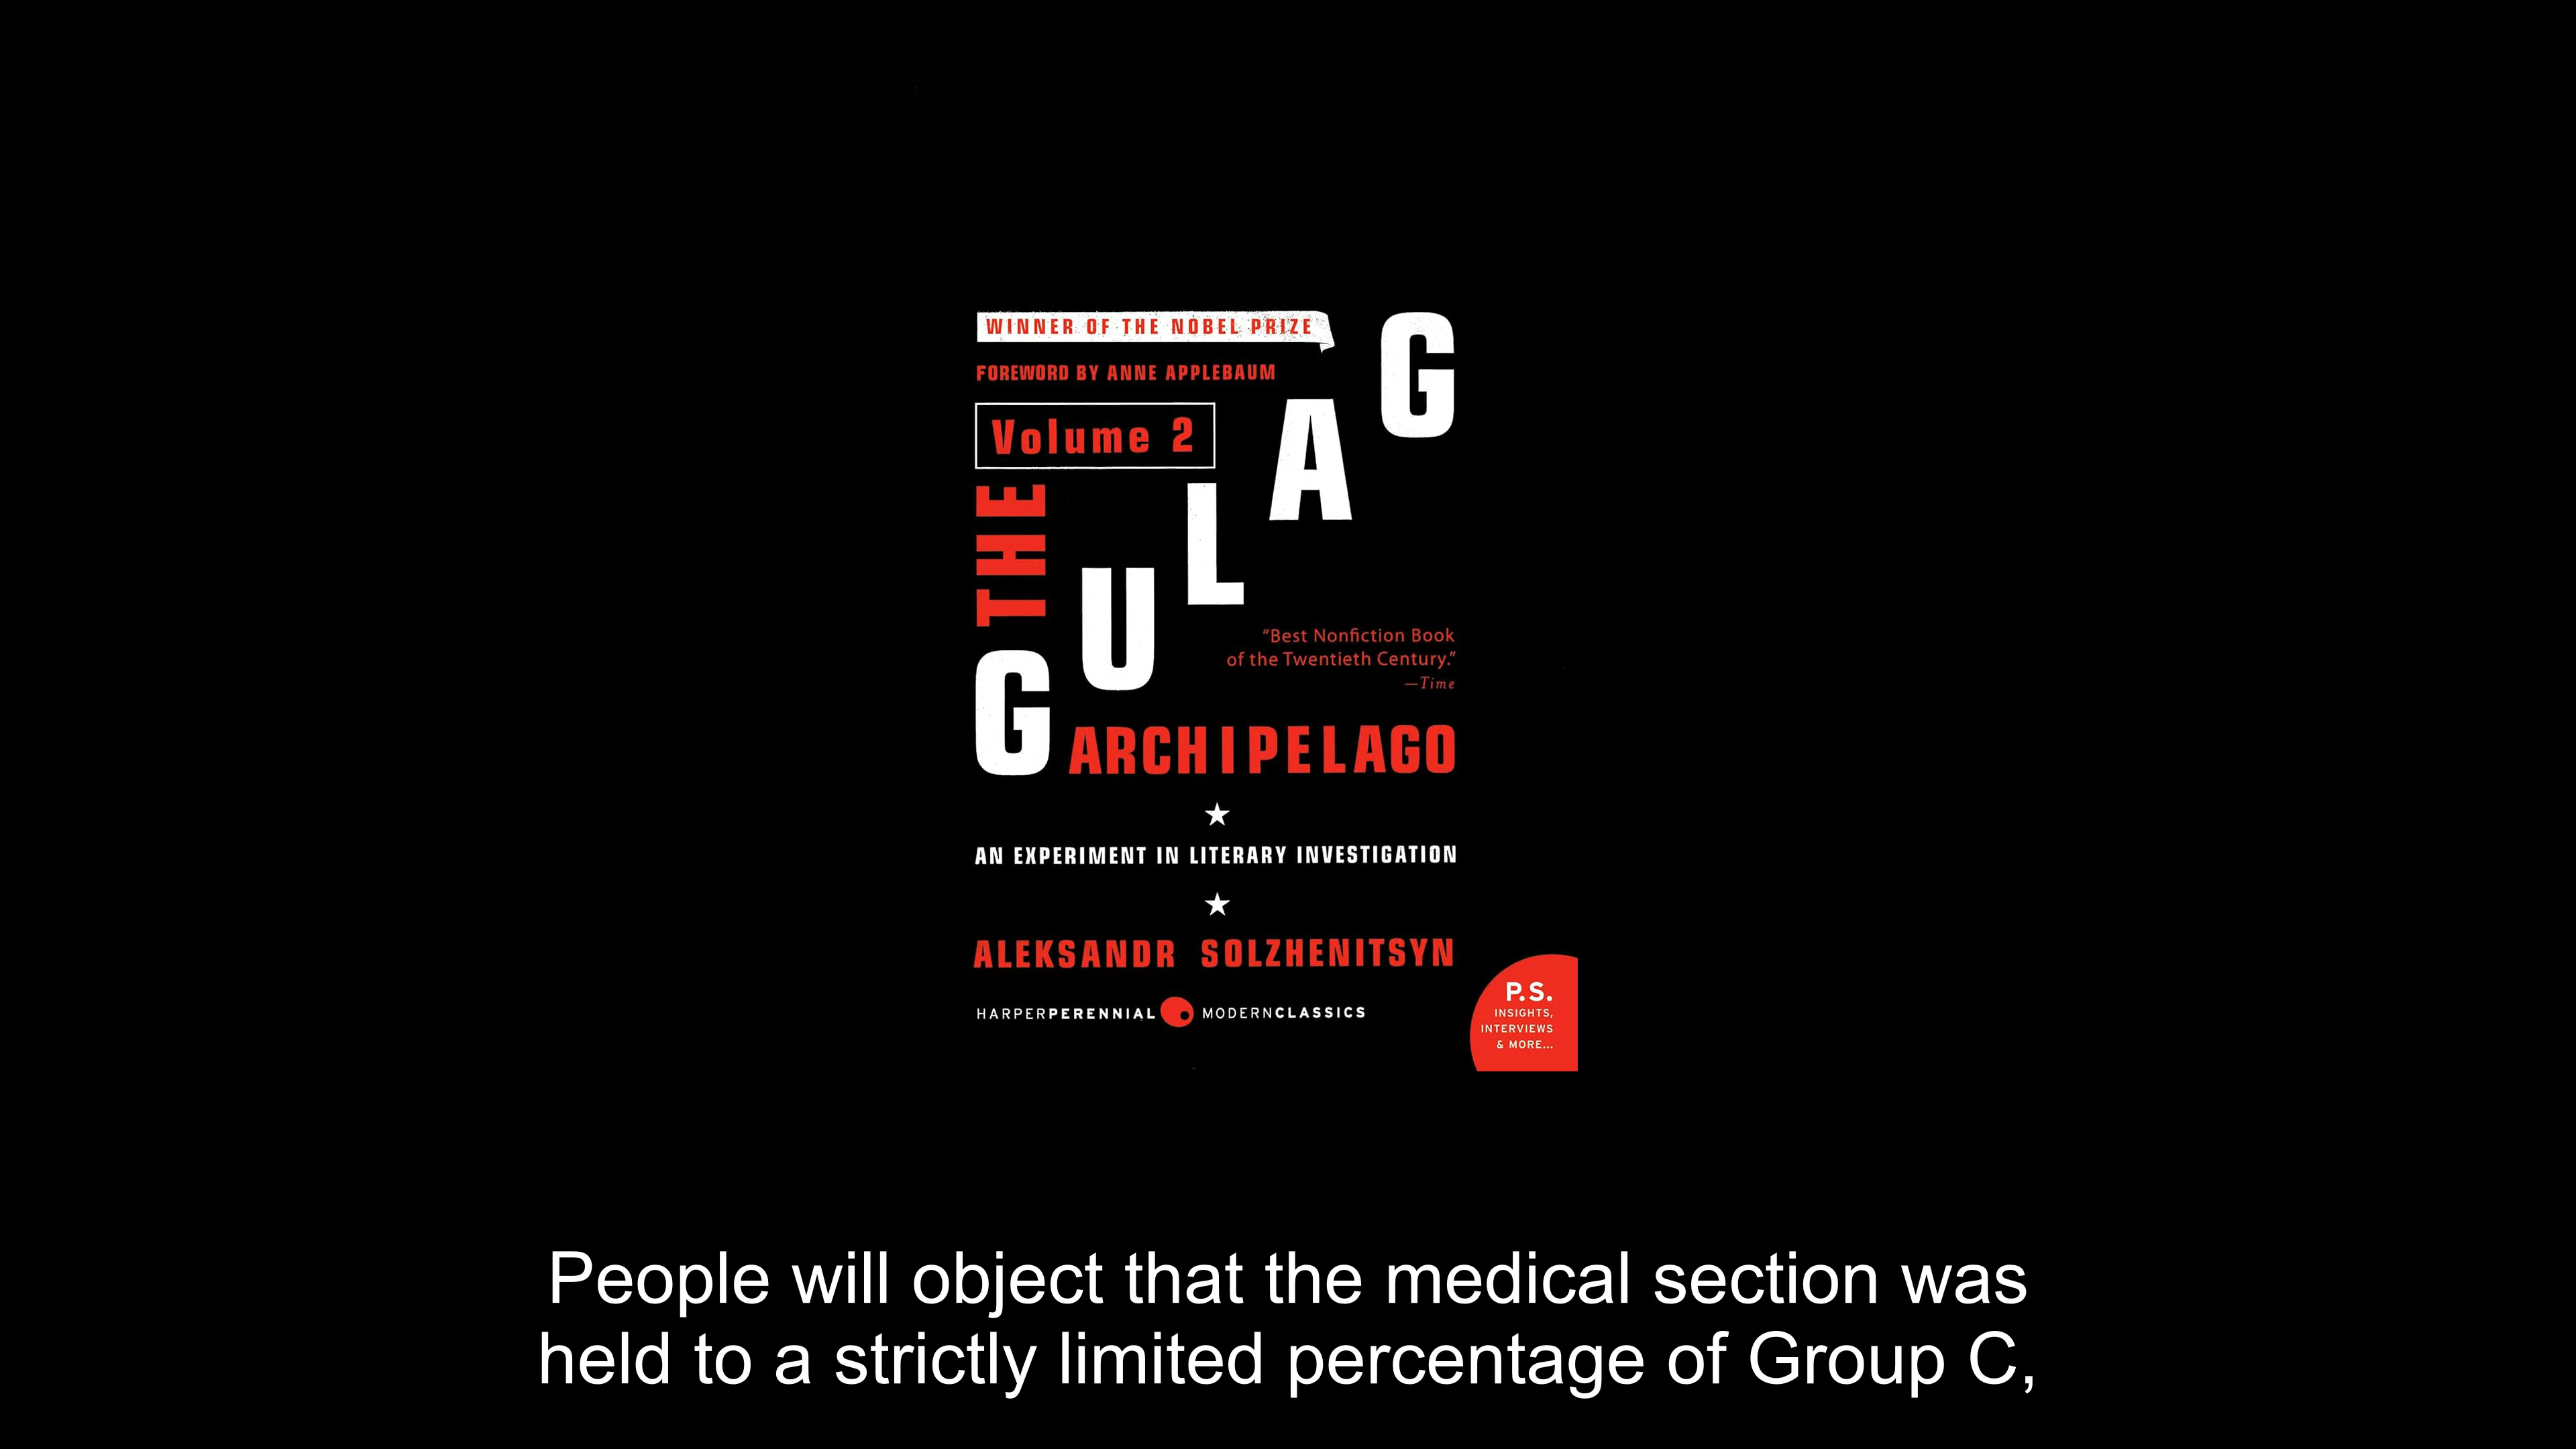 WINNER OF THE NOBEL PRIZE
FOREWORD BY ANNE APPLEBAUM
Volume 2
THE
GULAG
ARCHIPELAGO
“Best Nonfiction Book
of the Twentieth Century.”
—Time
AN EXPERIMENT IN LITERARY INVESTIGATION
ALEKSANDR SOLZHENITSYN
HARPERPERENNIAL MODERNCLASSICS
P.S.
INSIGHTS,
INTERVIEWS
& MORE...
People will object that the medical section was
held to a strictly limited percentage of Group C,